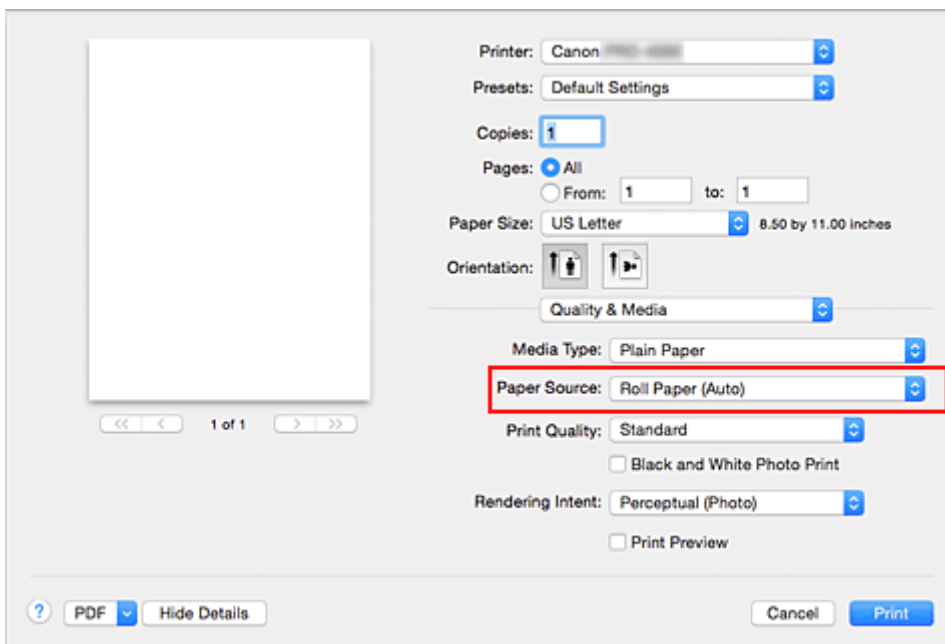 Printer: Canon
Presets: Default Settings
Copies: 1
Pages: All
From: 1 to: 1
Paper Size: US Letter 8.50 by 11.00 inches
Orientation:
Quality & Media
Media Type: Plain Paper
Paper Source: Roll Paper (Auto)
<< < 1 of 1 > >>
Print Quality: Standard
Black and White Photo Print
Rendering Intent: Perceptual (Photo)
Print Preview
? PDF Hide Details Cancel Print